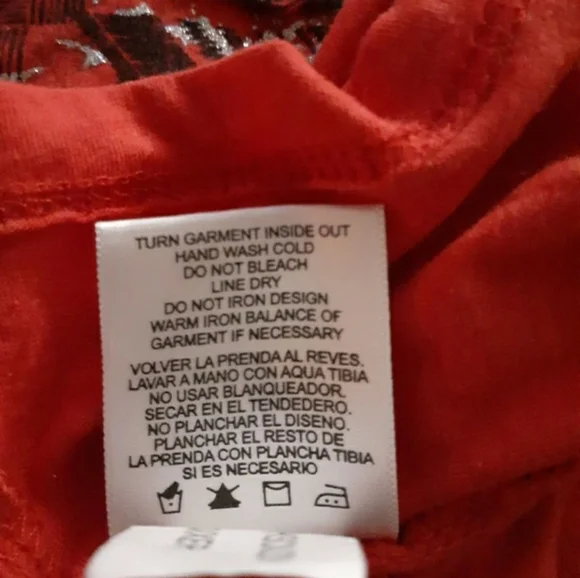 TURN GARMENT INSIDE OUT
HAND WASH COLD
DO NOT BLEACH
LINE DRY
DO NOT IRON DESIGN
WARM IRON BALANCE OF
GARMENT IF NECESSARY
VOLVER LA PRENDA AL REVES.
LAVAR A MANO CON AQUA TIBIA
NO USAR BLANQUEADOR.
SECAR EN EL TENDEDERO.
NO PLANCHAR EL DISENO.
PLANCHAR EL RESTO DE
LA PRENDA CON PLANCHA TIBIA
SI ES NECESARIO